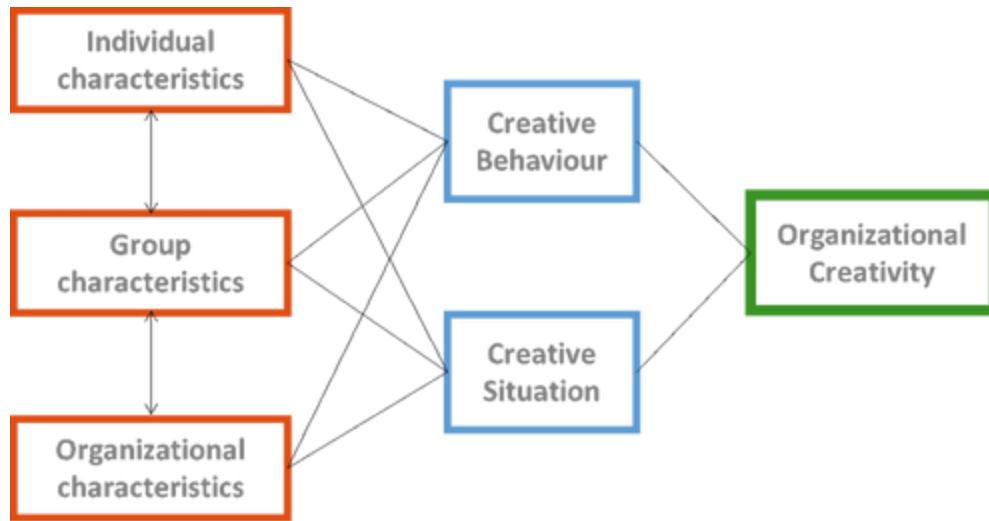 Individual
characteristics
Group
characteristics
Organizational
characteristics
Creative
Behaviour
Creative
Situation
Organizational
Creativity